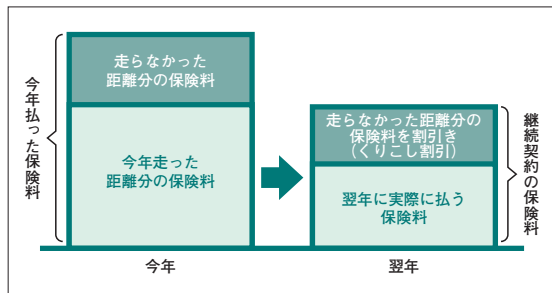 今年払った保険料
走らなかった
距離分の保険料
今年走った
距離分の保険料
今年
走らなかった距離分の
保険料を割引き
（くりこし割引）
翌年に実際に払う
保険料
翌年
継続契約の保険料